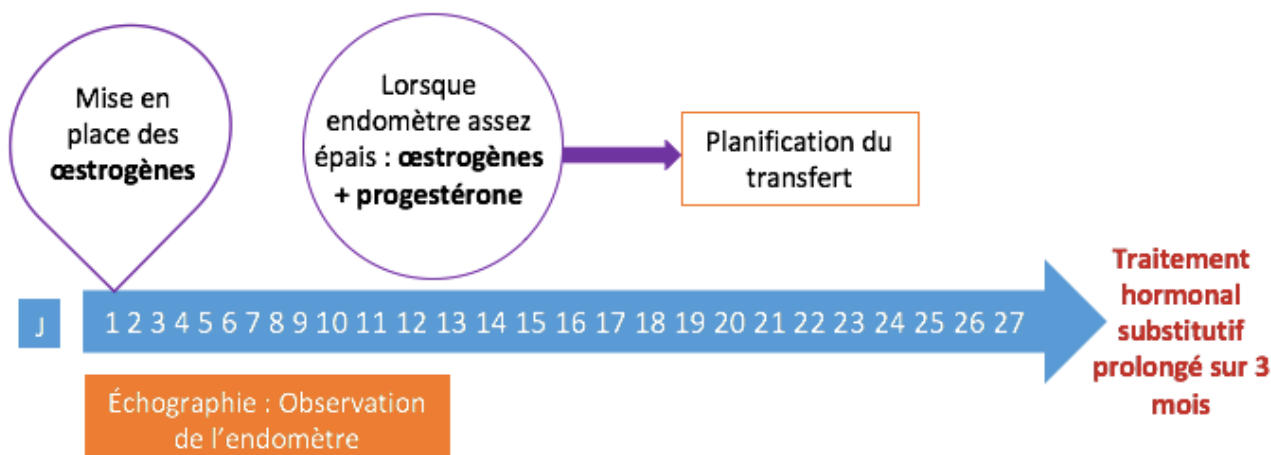 Mise en
place des
œstrogènes
Lorsque
endomètre assez
épais : œstrogènes
+ progestérone
Planification du
transfert
J
1 2 3 4 5 6 7 8 9 10 11 12 13 14 15 16 17 18 19 20 21 22 23 24 25 26 27
Traitement
hormonal
substitutif
prolongé sur 3
mois
Échographie : Observation
de l’endomètre